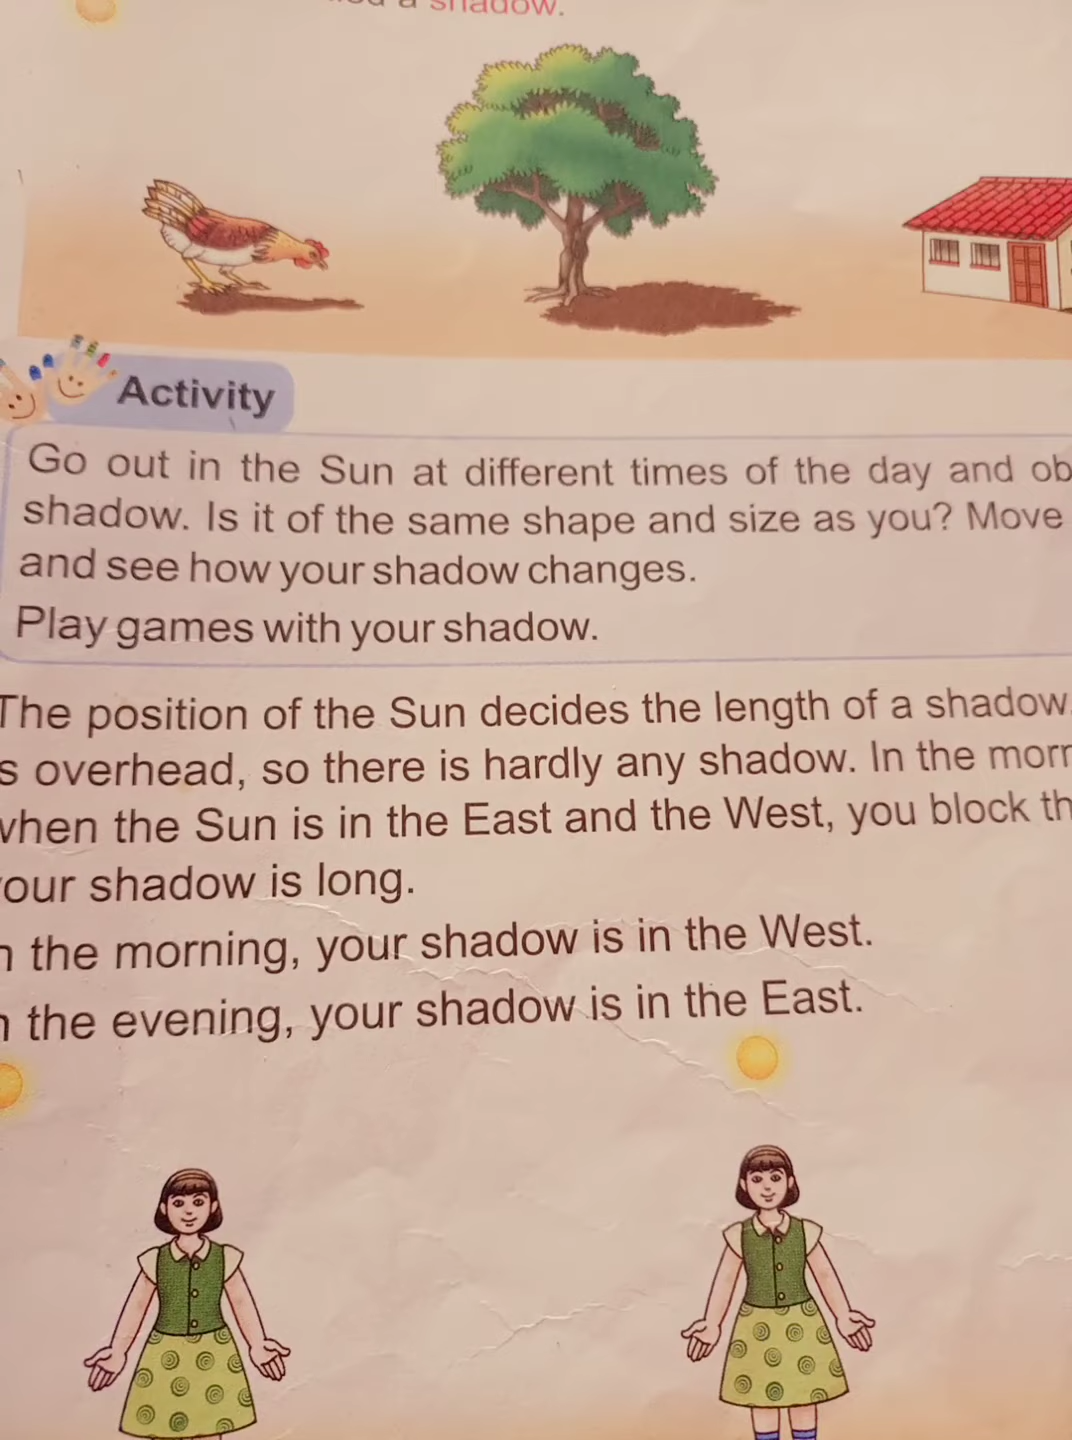 a shadow.
Activity
Go out in the Sun at different times of the day and
shadow. Is it of the same shape and size as you? Move
and see how your shadow changes.
Play games with your shadow.
The position of the Sun decides the length of a shadow.
overhead, so there is hardly any shadow. In the
when the Sun is in the East and the West, you block
your shadow is long.
the morning, your shadow is in the West.
the evening, your shadow is in the East.